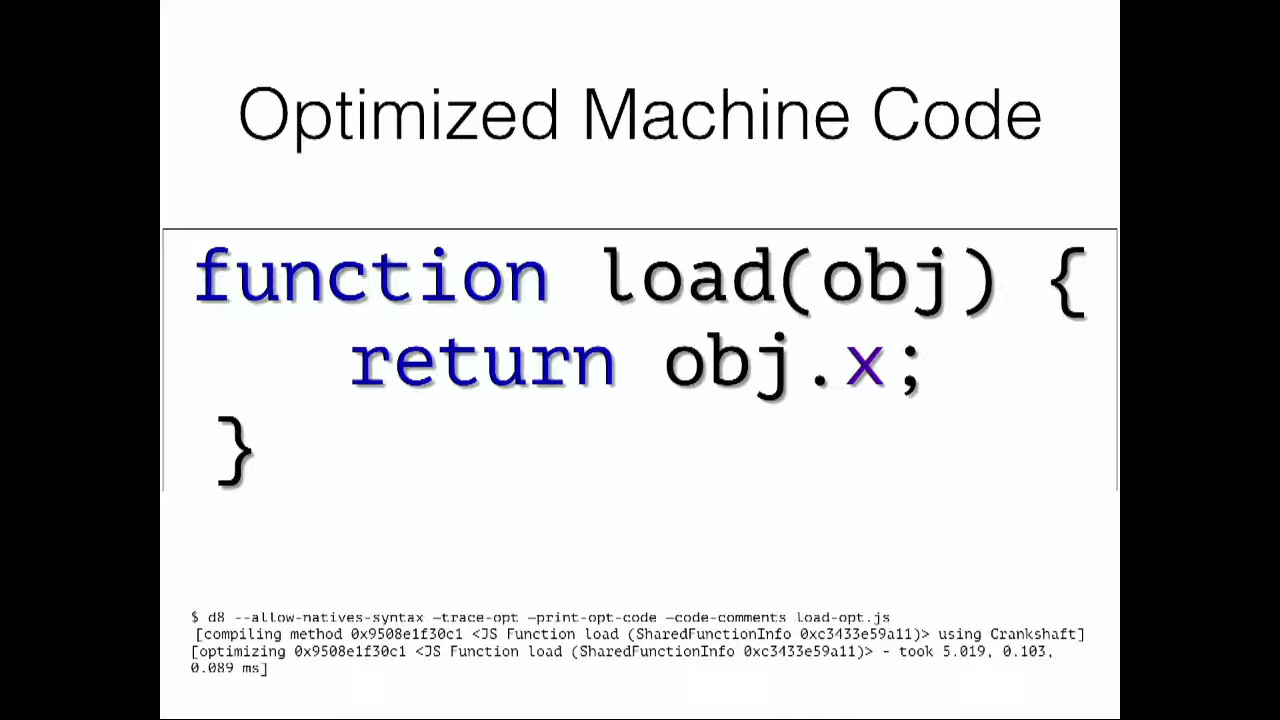 Optimized Machine Code
function load(obj) {
return obj.x;
}
$ d8 --allow-natives-syntax —trace-opt —print-opt-code —code-comments load-opt.js
[compiling method 0x9508e1f30c1 <JS Function load (SharedFunctionInfo 0xc3433e59a11)> using Crankshaft]
[optimizing 0x9508e1f30c1 <JS Function load (SharedFunctionInfo 0xc3433e59a11)> - took 5.019, 0.103,
0.089 ms]